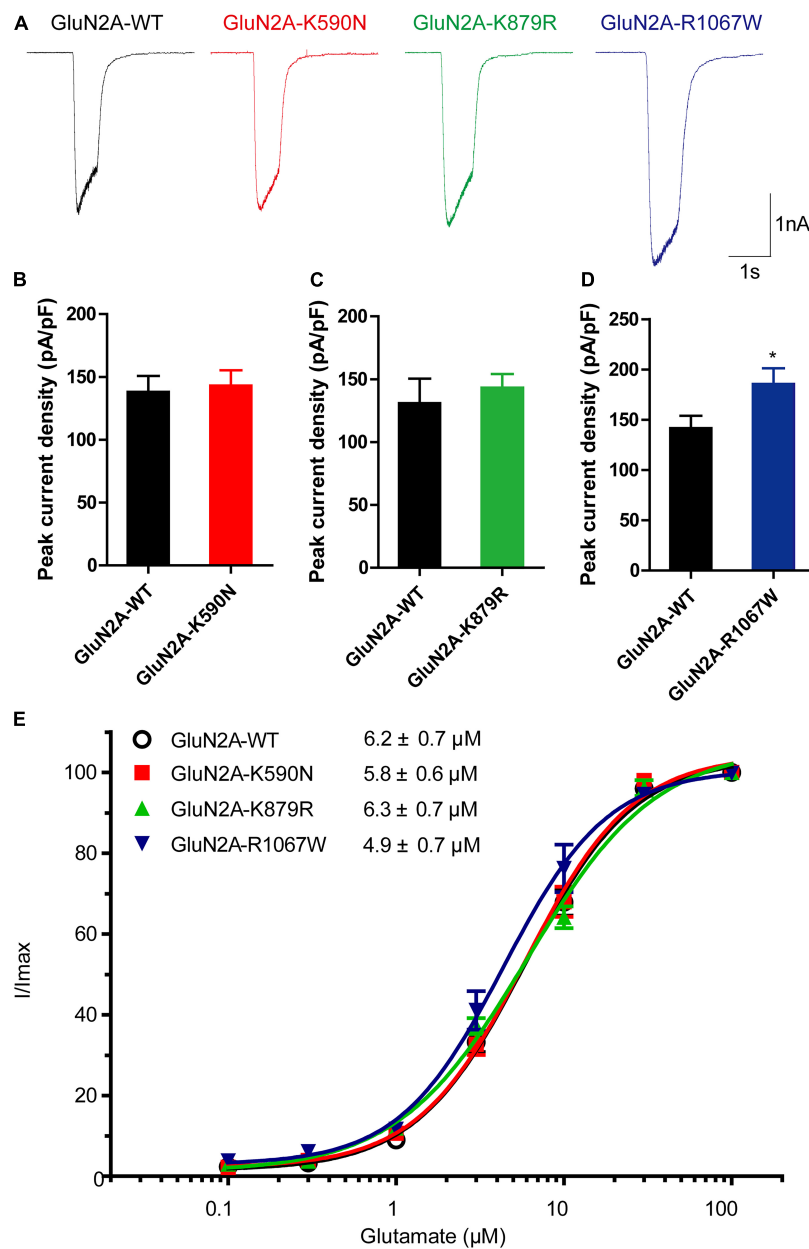 A
GluN2A-WT
GluN2A-K590N
GluN2A-K879R
GluN2A-R1067W
1nA
1s
B
Peak current density (pA/pF)
200
150
100
50
0
GluN2A-WT
GluN2A-K590N
C
Peak current density (pA/pF)
200
150
100
50
0
GluN2A-WT
GluN2A-K879R
D
Peak current density (pA/pF)
250
200
150
100
50
0
*
GluN2A-WT
GluN2A-R1067W
E
GluN2A-WT 6.2 ± 0.7 µM
GluN2A-K590N 5.8 ± 0.6 µM
GluN2A-K879R 6.3 ± 0.7 µM
GluN2A-R1067W 4.9 ± 0.7 µM
I/Imax
100
80
60
40
20
0
0.1 1 10 100
Glutamate (µM)